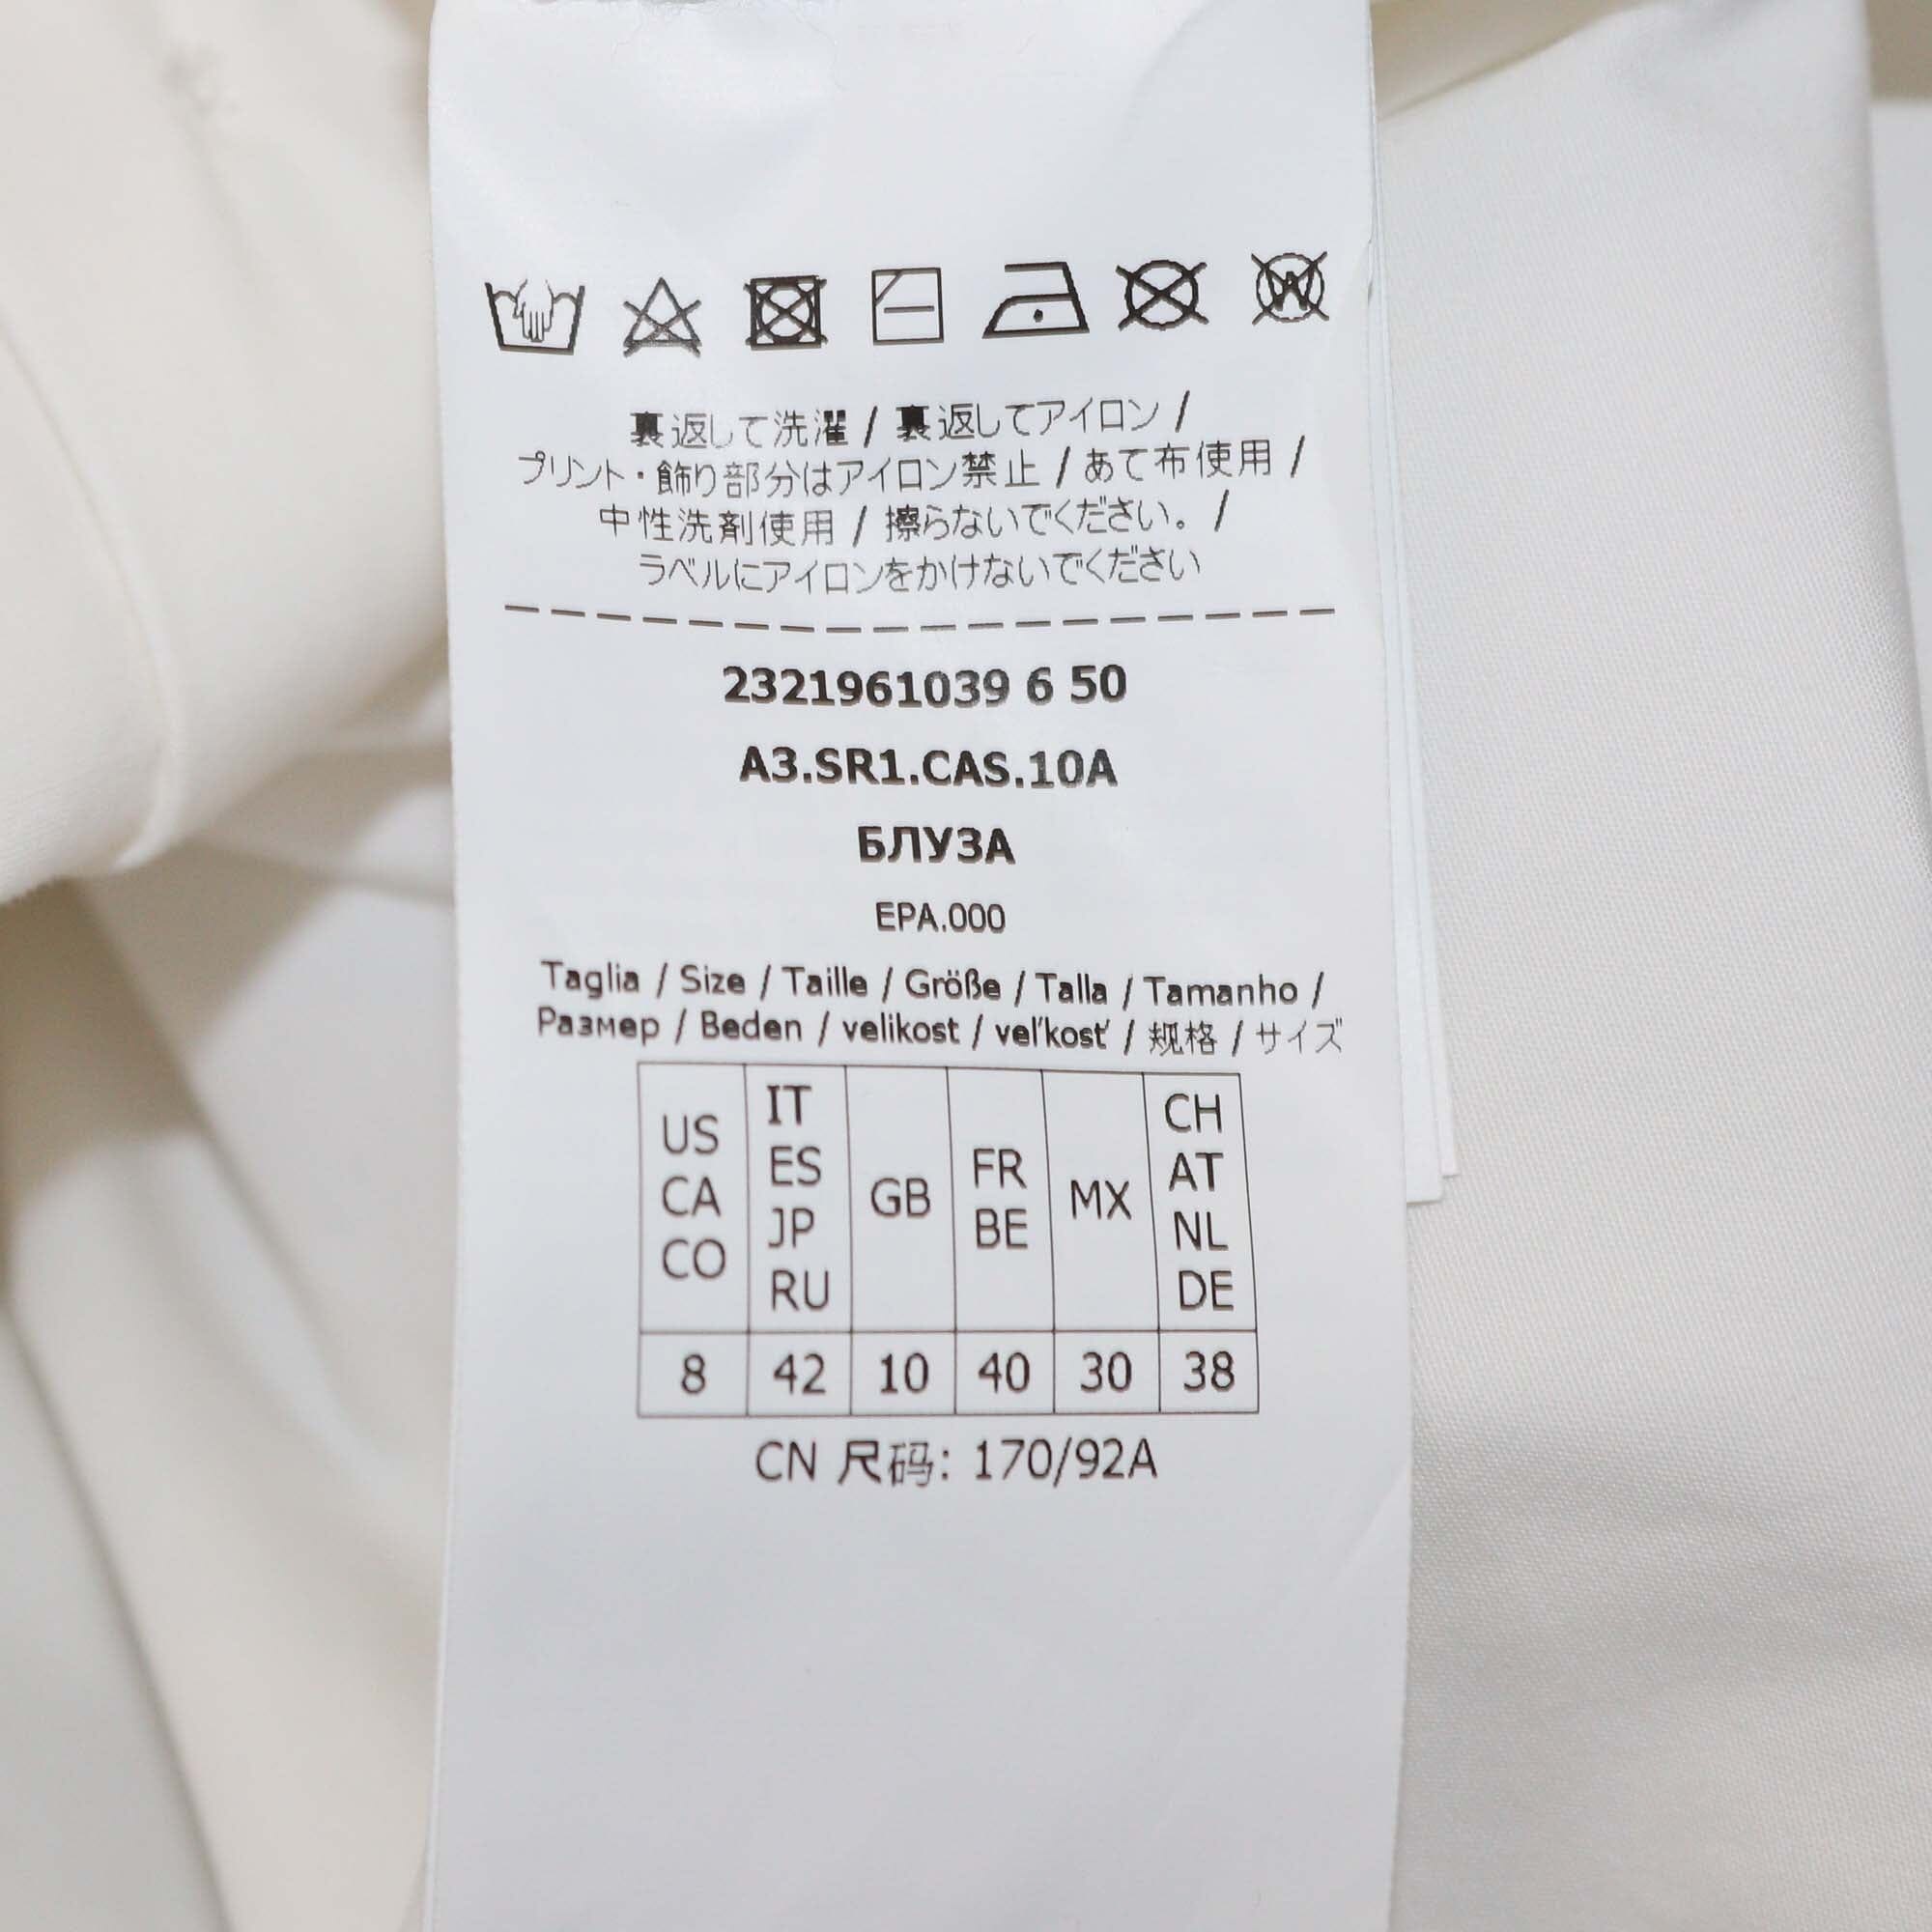 裏返して洗濯 / 裏返してアイロン /
プリント・飾り部分はアイロン禁止 / あて布使用 /
中性洗剤使用 / 擦らないでください。 /
ラベルにアイロンをかけないでください
2321961039 6 50
A3.SR1.CAS.10A
БЛУЗА
EPA.000
Taglia / Size / Taille / Größe / Talla / Tamanho /
Размер / Beden / velikost / veľkosť / 规格 / サイズ
US CA CO
IT ES JP RU
GB
FR BE
MX
CH AT NL DE
8 42 10 40 30 38
CN 尺码: 170/92A